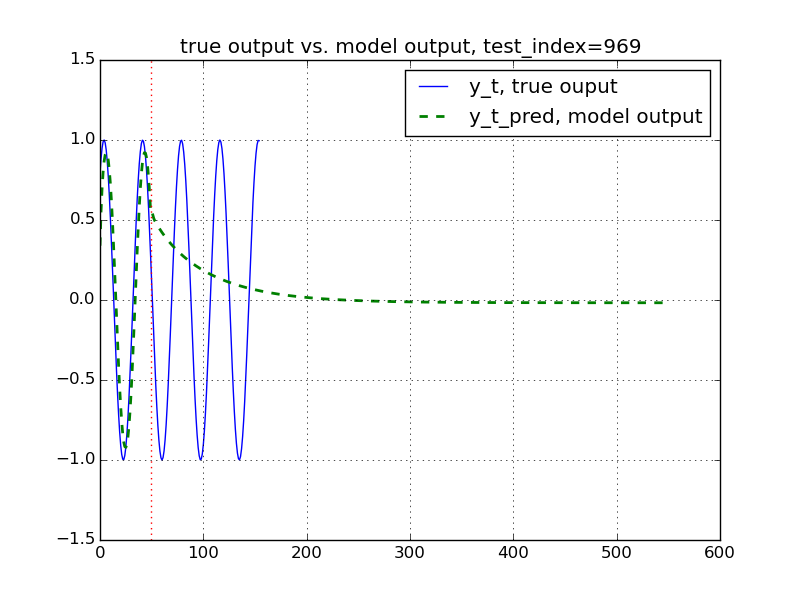 true output vs. model output, test_index=969
y_t, true ouput
y_t_pred, model output
1.5
1.0
0.5
0.0
−0.5
−1.0
−1.5
0 100 200 300 400 500 600